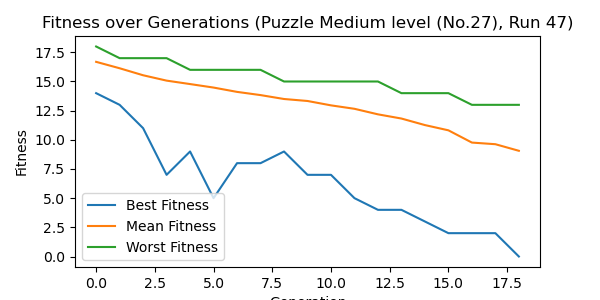 Fitness over Generations (Puzzle Medium level (No.27), Run 47)
17.5
15.0
12.5
10.0
7.5
5.0
2.5
0.0
Fitness
Best Fitness
Mean Fitness
Worst Fitness
0.0 2.5 5.0 7.5 10.0 12.5 15.0 17.5
Generation